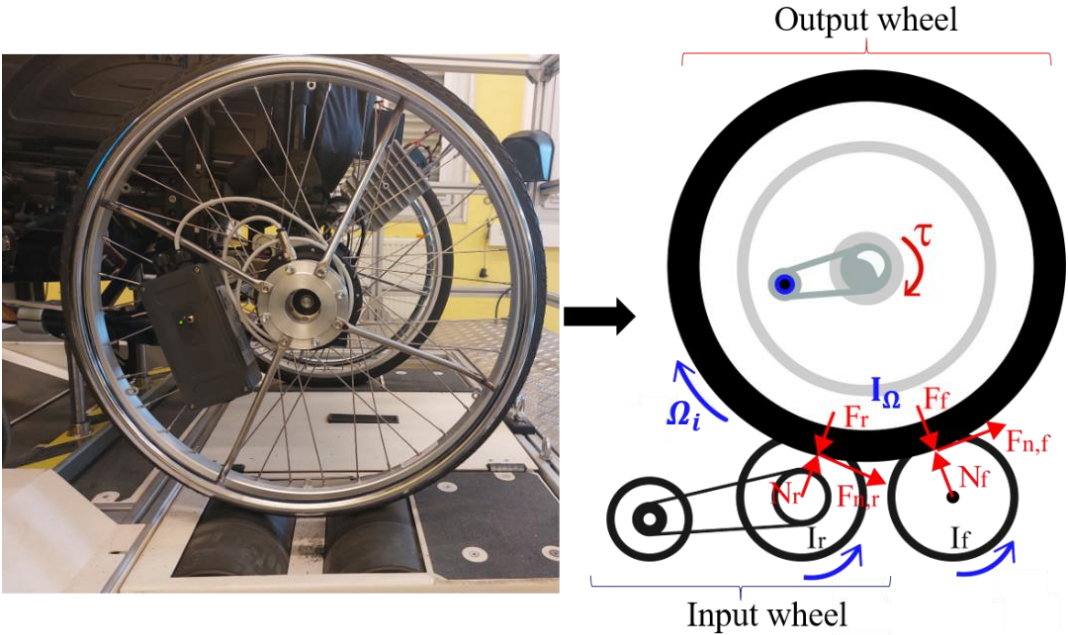 Output wheel
τ
Ωi
IΩ
Fr
Ff
Fn,f
Nr
Fn,r
Nf
Ir
If
Input wheel